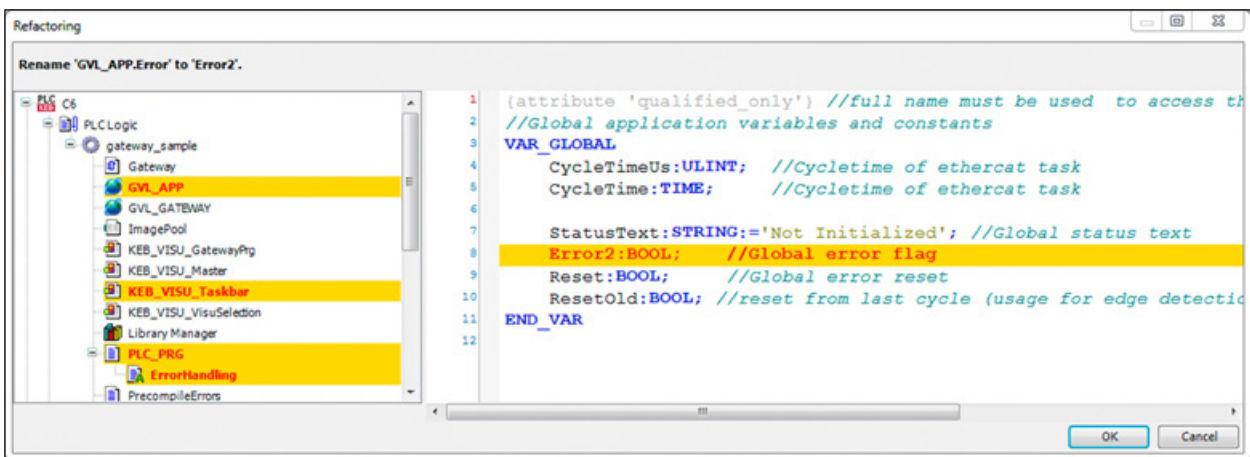 Refactoring
Rename 'GVL_APP.Error' to 'Error2'.
PLC KEB C6
PLCLogic
gateway_sample
Gateway
GVL_APP
GVL_GATEWAY
ImagePool
KEB_VISU_GatewayPrg
KEB_VISU_Master
KEB_VISU_Taskbar
KEB_VISU_VisuSelection
Library Manager
PLC_PRG
ErrorHandling
PrecompileErrors
1 {attribute 'qualified_only'} //full name must be used to access th
2 //Global application variables and constants
3 VAR_GLOBAL
4 CycleTimeUs:ULINT; //Cycletime of ethercat task
5 CycleTime:TIME; //Cycletime of ethercat task
6
7 StatusText:STRING:='Not Initialized'; //Global status text
8 Error2:BOOL; //Global error flag
9 Reset:BOOL; //Global error reset
10 ResetOld:BOOL; //reset from last cycle (usage for edge detectio
11 END_VAR
12
OK Cancel